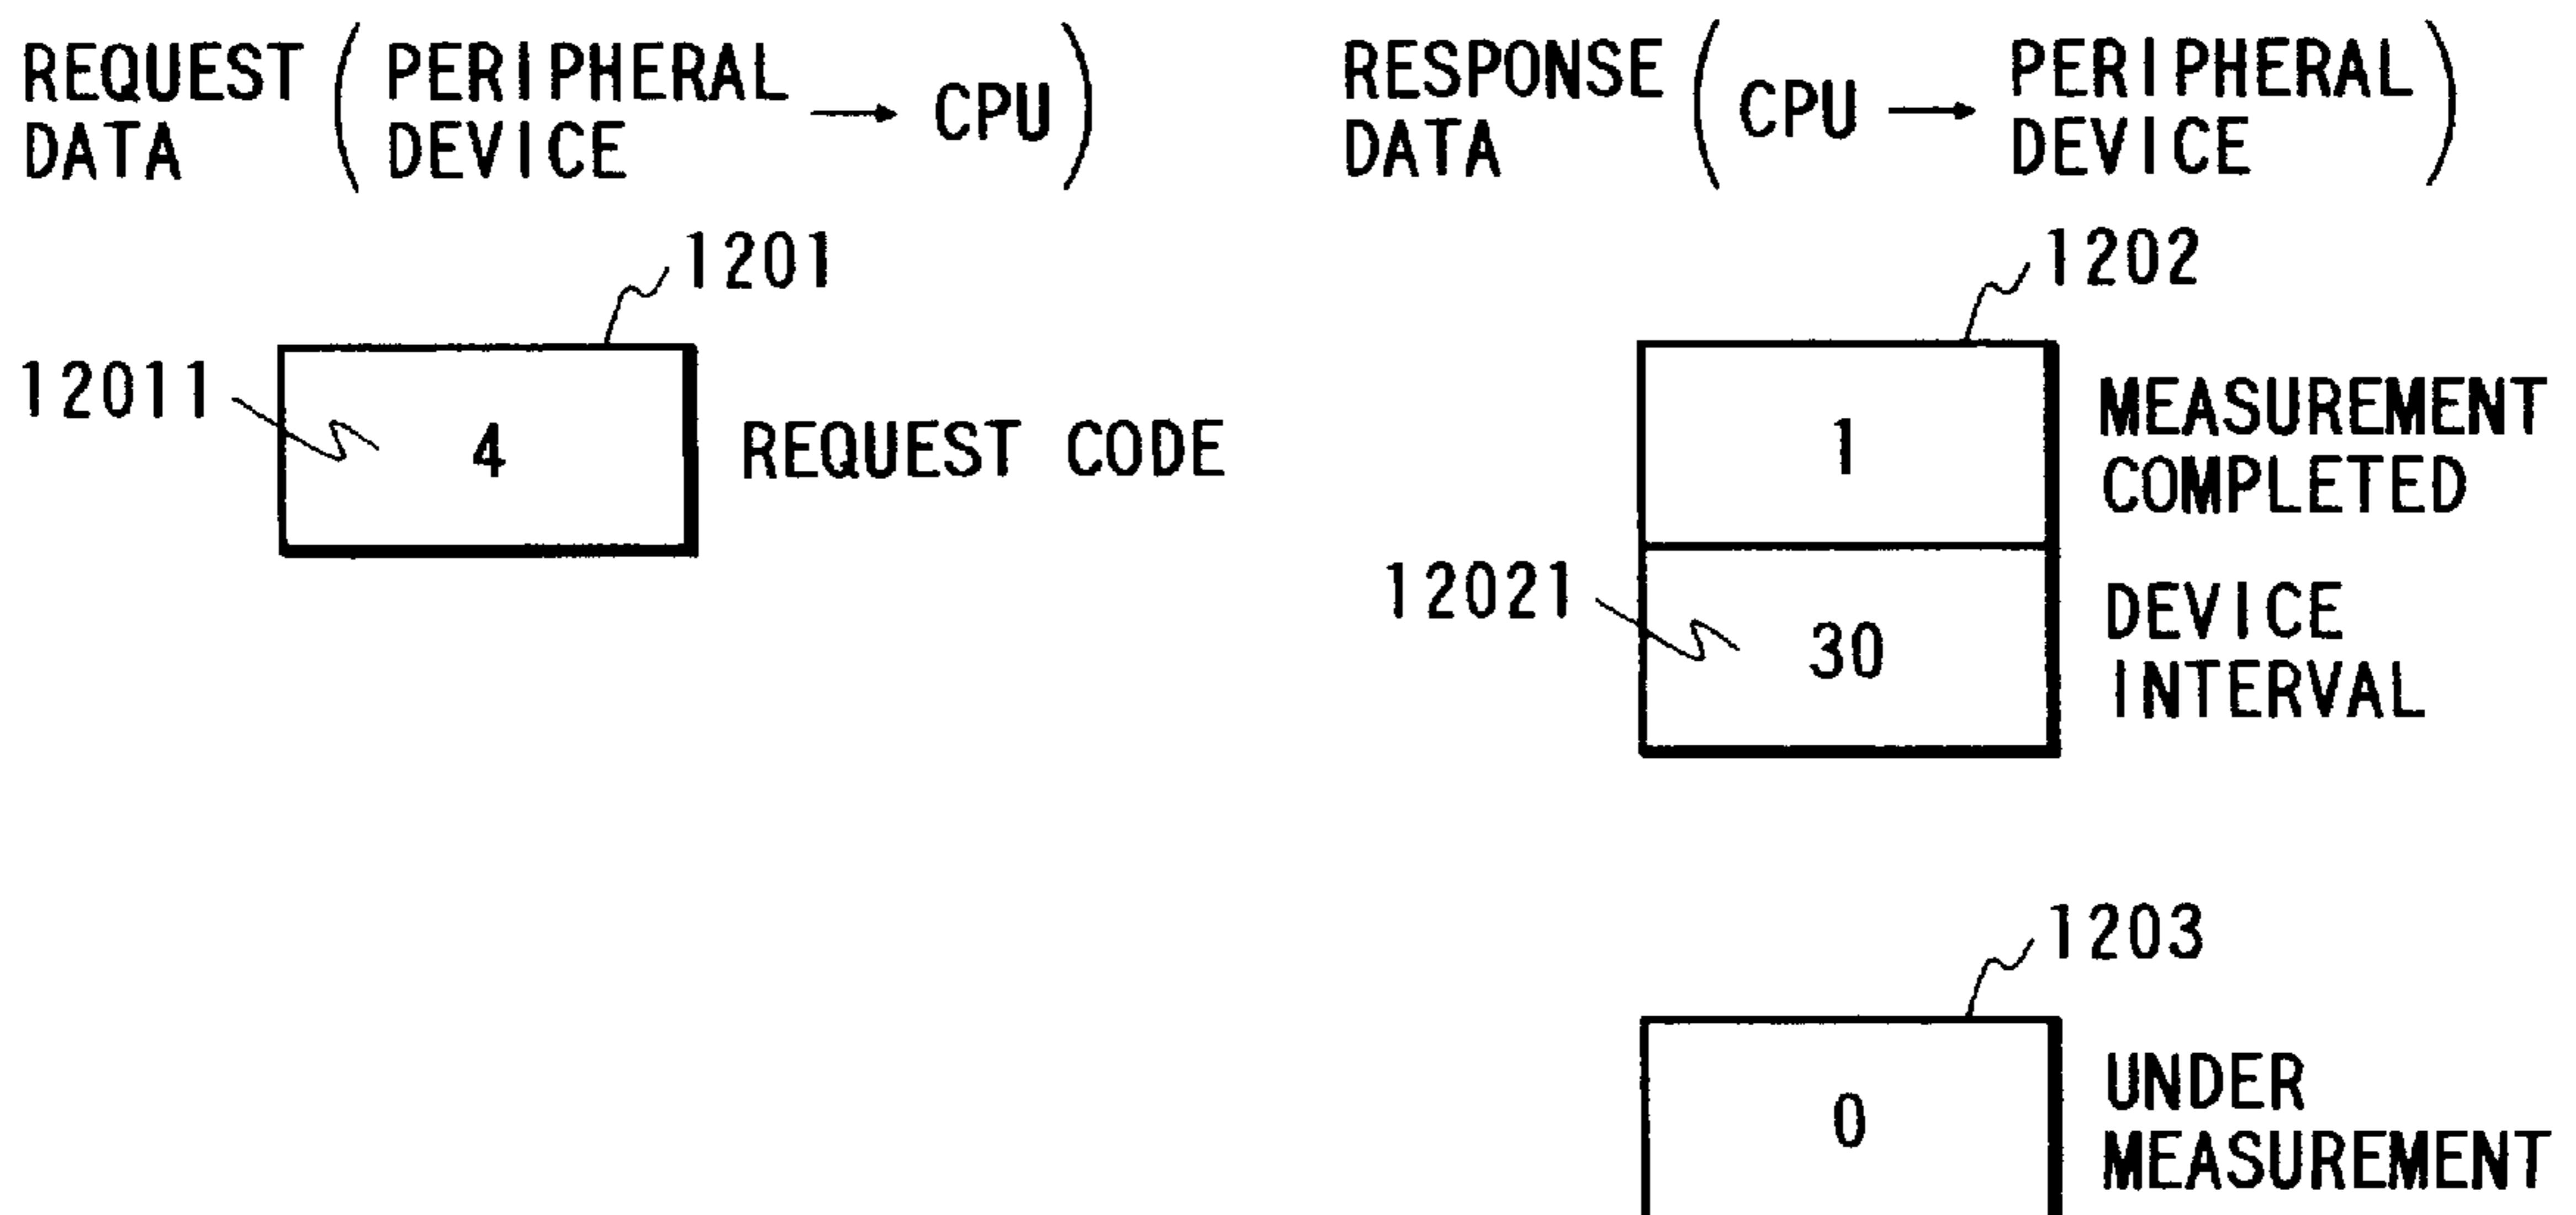 REQUEST DATA ( PERIPHERAL DEVICE → CPU )
1201
12011
4
REQUEST CODE
RESPONSE DATA ( CPU → PERIPHERAL DEVICE )
1202
1
MEASUREMENT
COMPLETED
12021
30
DEVICE
INTERVAL
1203
0
UNDER
MEASUREMENT